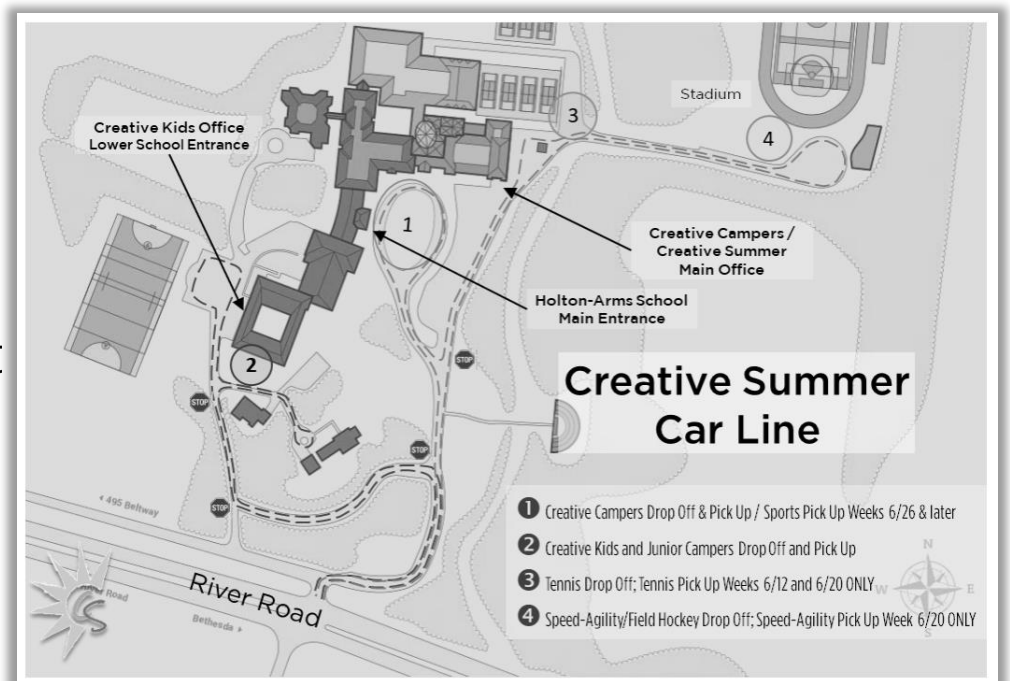 Stadium
3
4
Creative Kids Office
Lower School Entrance
1
Creative Campers /
Creative Summer
Main Office
Holton-Arms School
Main Entrance
2
STOP
STOP
STOP
STOP
Creative Summer
Car Line
495 Beltway
River Road
Road
Bethesda
CS
1 Creative Campers Drop Off & Pick Up / Sports Pick Up Weeks 6/26 & later
2 Creative Kids and Junior Campers Drop Off and Pick Up
3 Tennis Drop Off; Tennis Pick Up Weeks 6/12 and 6/20 ONLY
4 Speed-Agility/Field Hockey Drop Off; Speed-Agility Pick Up Week 6/20 ONLY
N
W
E
S